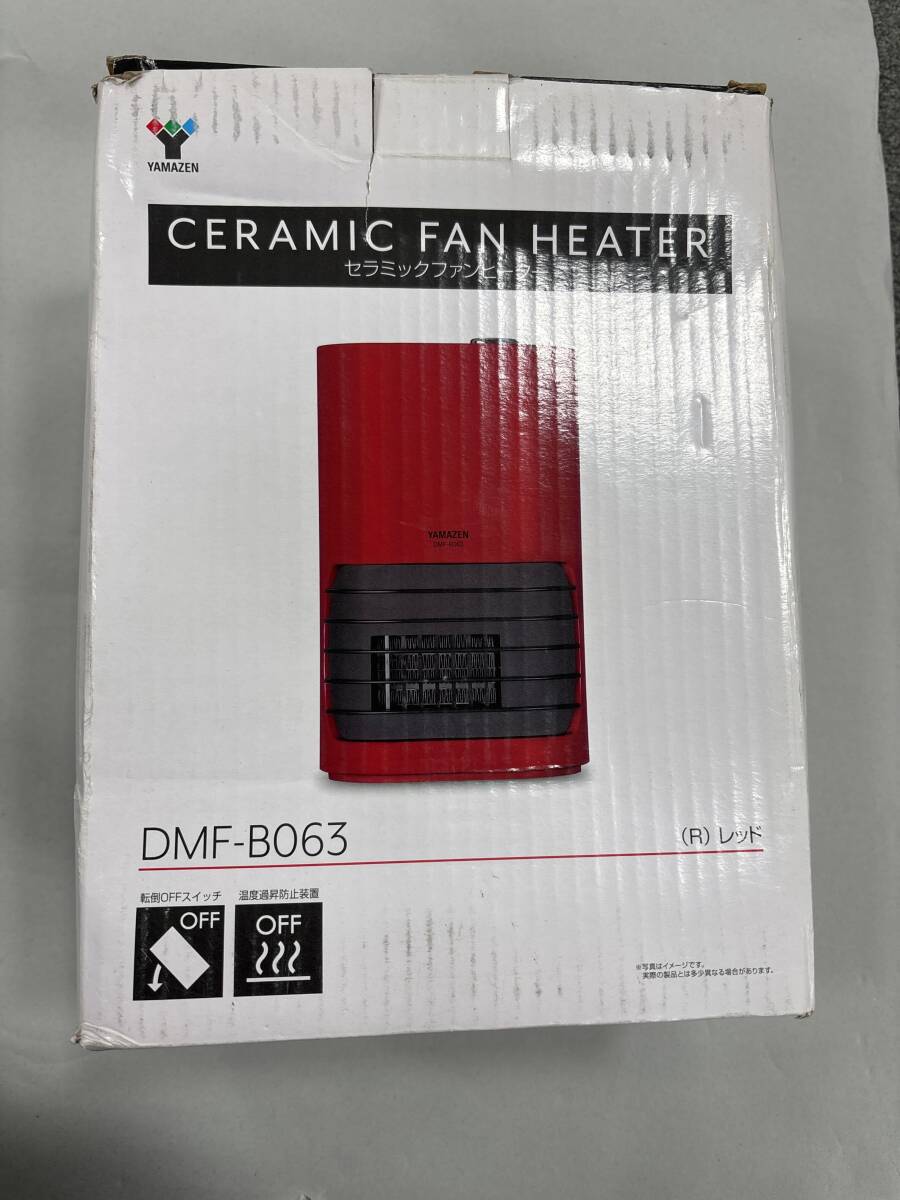 YAMAZEN
CERAMIC FAN HEATER
セラミックファンヒーター
YAMAZEN
DMF-B063
DMF-B063
(R) レッド
転倒OFFスイッチ
温度過昇防止装置
OFF
OFF
※写真はイメージです。
実際の製品とは多少異なる場合があります。